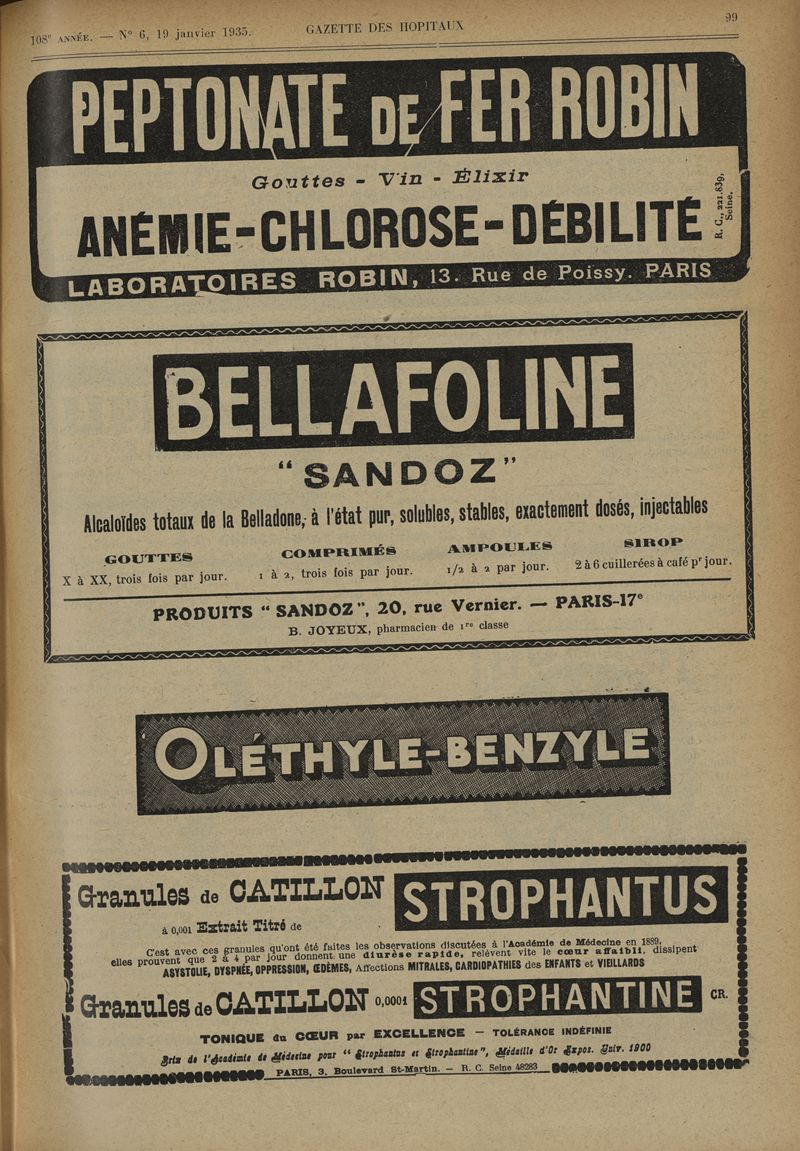 108e ANNÉE. — No 6, 19 janvier 1935.
GAZETTE DES HOPITAUX
99
PEPTONATE DE FER ROBIN
Gouttes - Vin - Élixir
ANÉMIE-CHLOROSE-DÉBILITÉ
R. C., 221.839,
Seine.
LABORATOIRES ROBIN, 13. Rue de Poissy. PARIS
BELLAFOLINE
"SANDOZ"
Alcaloïdes totaux de la Belladone, à l'état pur, solubles, stables, exactement dosés, injectables
GOUTTES
X à XX, trois fois par jour.
COMPRIMÉS
1 à 2, trois fois par jour.
AMPOULES
1/2 à 2 par jour.
SIROP
2 à 6 cuillerées à café pr jour.
PRODUITS "SANDOZ", 20, rue Vernier. — PARIS-17e
B. JOYEUX, pharmacien de 1re classe
OLÉTHYLE-BENZYLE
Granules de CATILLON
à 0,001 Extrait Titré de
STROPHANTUS
C'est avec ces granules qu'ont été faites les observations discutées à l'Académie de Médecine en 1889,
elles prouvent que 2 à 4 par jour donnent une diurèse rapide, relèvent vite le cœur affaibli, dissipent
ASYSTOLIE, DYSPNÉE, OPPRESSION, ŒDÈMES, Affections MITRALES, CARDIOPATHIES des ENFANTS et VIEILLARDS
Granules de CATILLON 0,0001 STROPHANTINE CR.
TONIQUE du CŒUR par EXCELLENCE — TOLÉRANCE INDÉFINIE
Prix de l'Académie de Médecine pour "Strophantus et Strophantine", Médaille d'Or Expos. Univ. 1900
PARIS, 3, Boulevard St-Martin. — R. C. Seine 48283